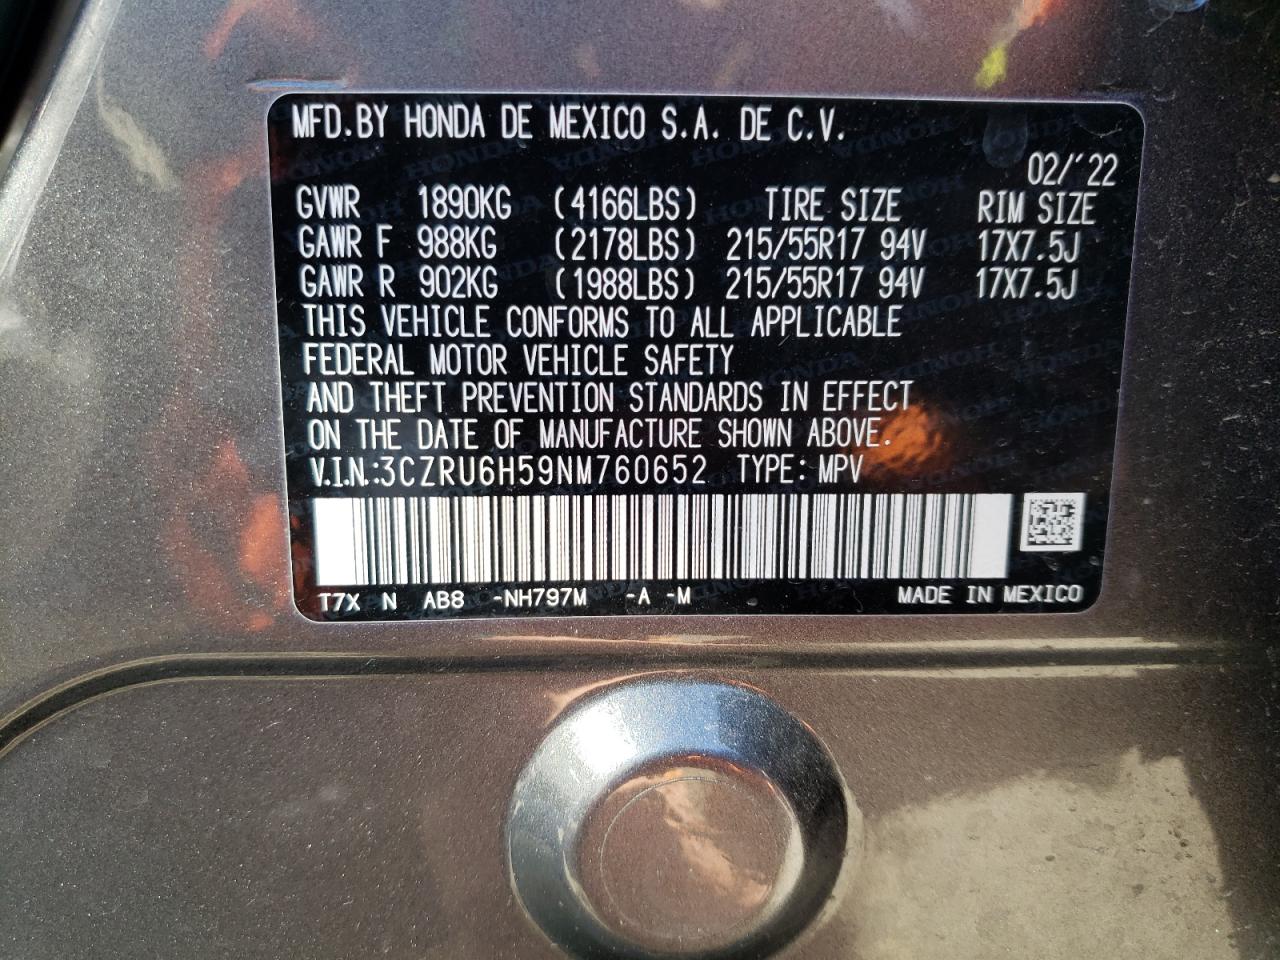 MFD.BY HONDA DE MEXICO S.A. DE C.V.
02/'22
GVWR 1890KG (4166LBS) TIRE SIZE RIM SIZE
GAWR F 988KG (2178LBS) 215/55R17 94V 17X7.5J
GAWR R 902KG (1988LBS) 215/55R17 94V 17X7.5J
THIS VEHICLE CONFORMS TO ALL APPLICABLE
FEDERAL MOTOR VEHICLE SAFETY
AND THEFT PREVENTION STANDARDS IN EFFECT
ON THE DATE OF MANUFACTURE SHOWN ABOVE.
V.I.N.:3CZRU6H59NM760652 TYPE: MPV
T7X N AB8 -NH797M -A -M MADE IN MEXICO